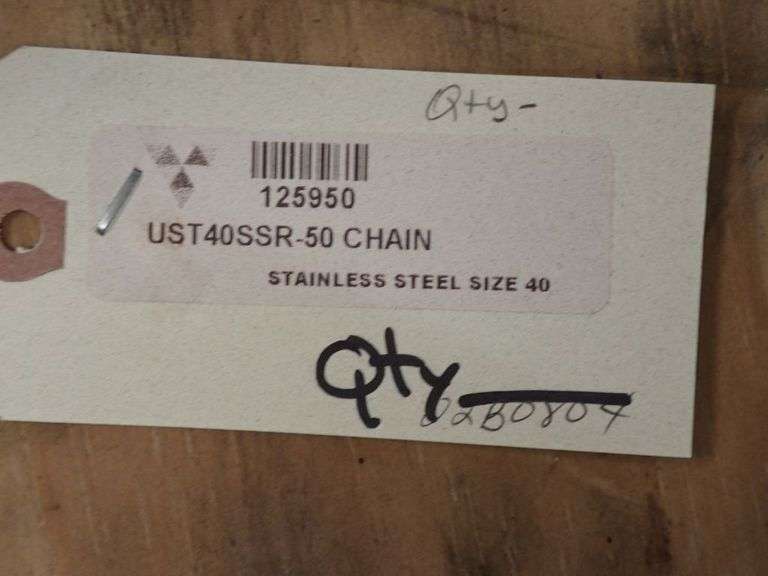 Qty-
125950
UST40SSR-50 CHAIN
STAINLESS STEEL SIZE 40
Qty
02B0804